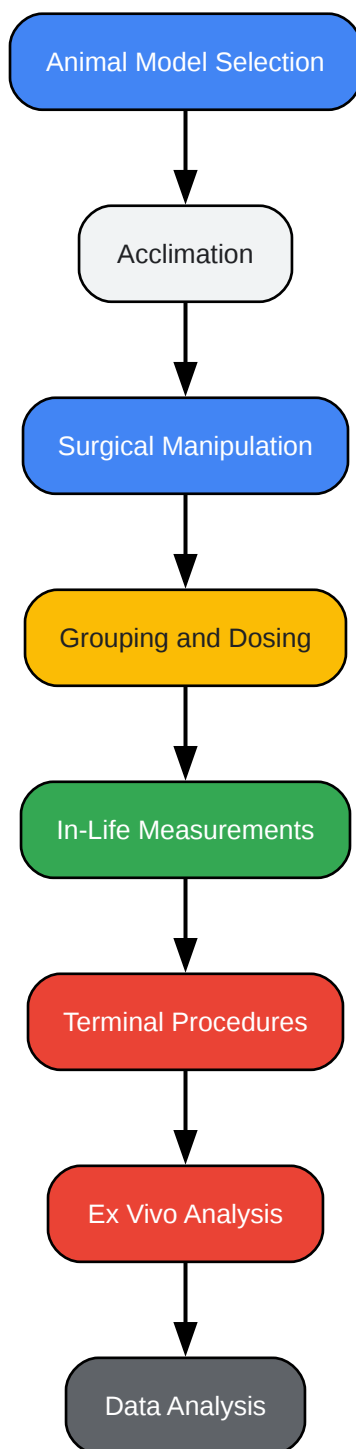 Animal Model Selection
Acclimation
Surgical Manipulation
Grouping and Dosing
In-Life Measurements
Terminal Procedures
Ex Vivo Analysis
Data Analysis